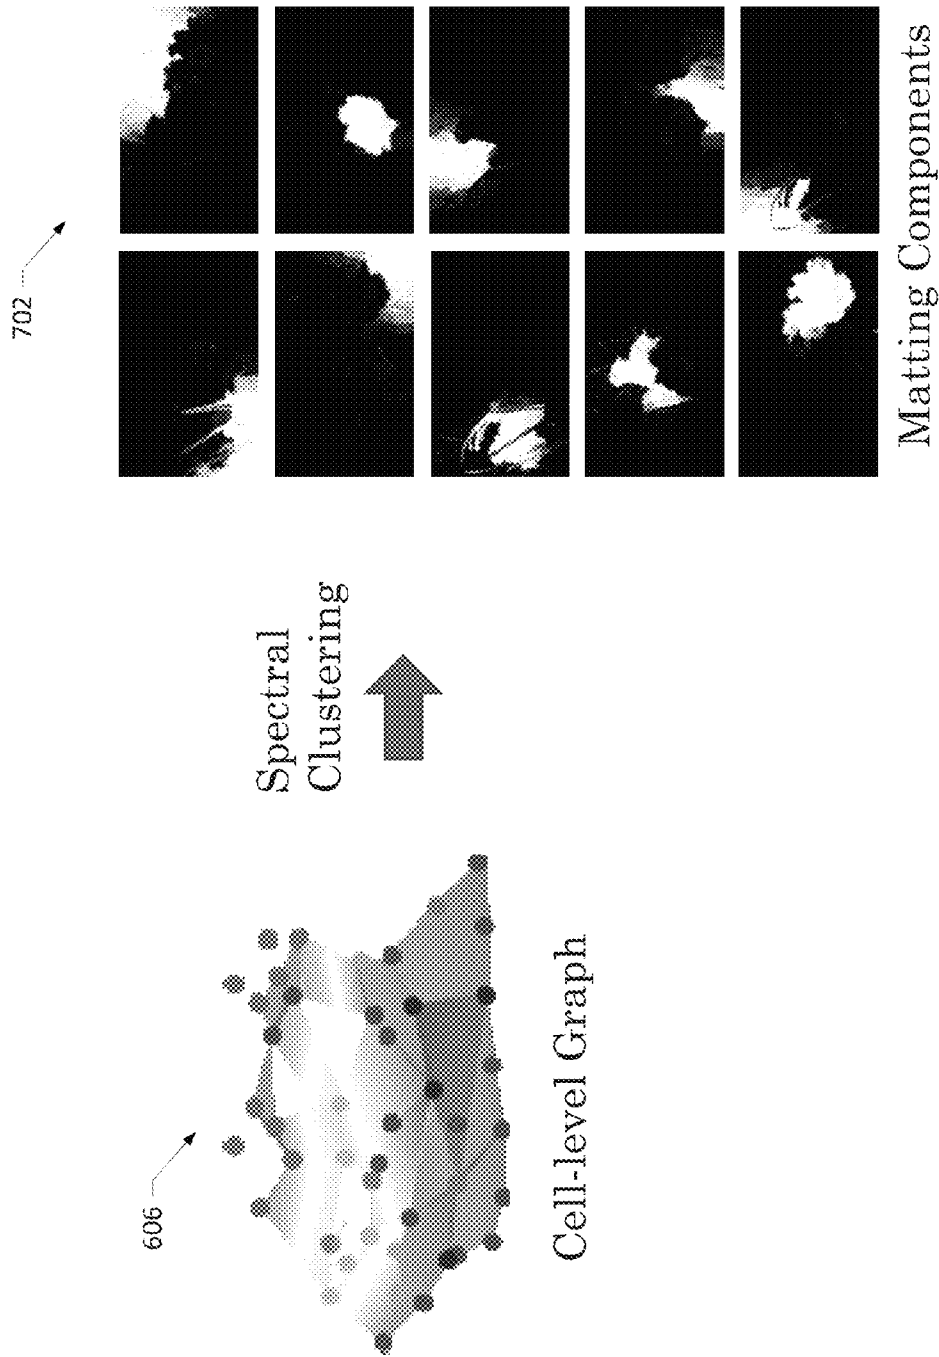 606
Cell-level Graph
Spectral
Clustering
702
Matting Components